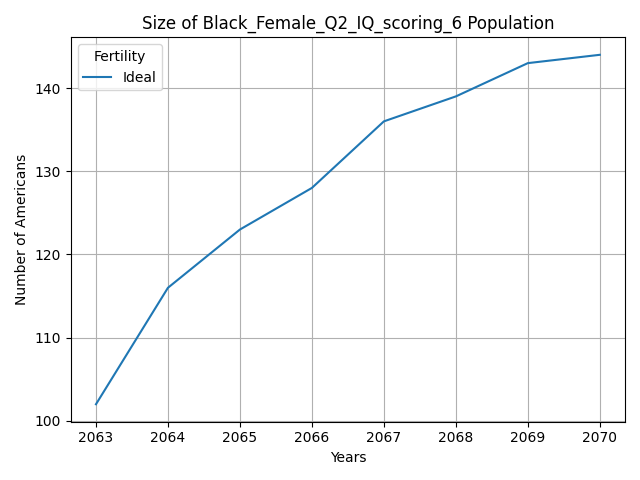 Size of Black_Female_Q2_IQ_scoring_6 Population
Fertility
Ideal
Number of Americans
140
130
120
110
100
2063 2064 2065 2066 2067 2068 2069 2070
Years